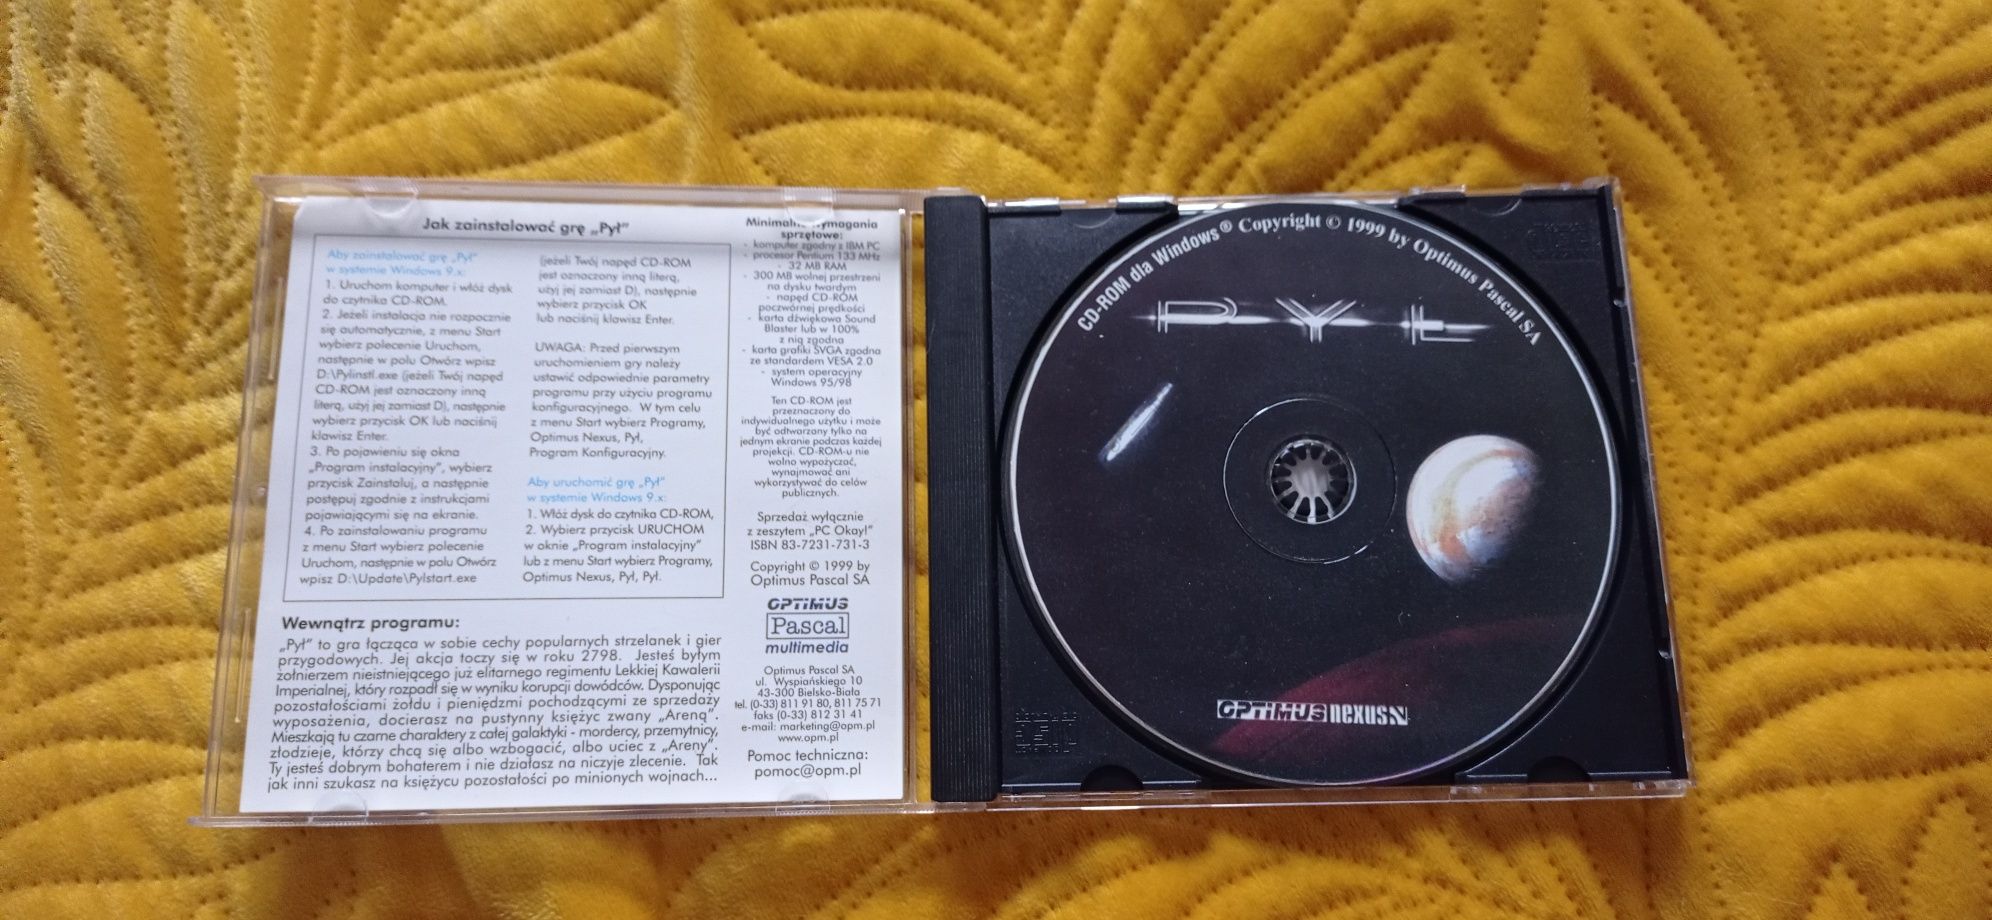 Jak zainstalować grę „Pył"
Aby zainstalować grę „Pył"
w systemie Windows 9.x:
1. Uruchom komputer i włóż dysk
do czytnika CD-ROM.
2. Jeżeli instalacja nie rozpocznie
się automatycznie, z menu Start
wybierz polecenie Uruchom,
następnie w polu Otwórz wpisz
D:\Pylinstl.exe (jeżeli Twój napęd
CD-ROM jest oznaczony inną
literą, użyj jej zamiast D), następnie
wybierz przycisk OK lub naciśnij
klawisz Enter.
3. Po pojawieniu się okna
„Program instalacyjny", wybierz
przycisk Zainstaluj, a następnie
postępuj zgodnie z instrukcjami
pojawiającymi się na ekranie.
4. Po zainstalowaniu programu
z menu Start wybierz polecenie
Uruchom, następnie w polu Otwórz
wpisz D:\Update\Pylstart.exe
(jeżeli Twój napęd CD-ROM
jest oznaczony inną literą,
użyj jej zamiast D), następnie
wybierz przycisk OK
lub naciśnij klawisz Enter.
UWAGA: Przed pierwszym
uruchomieniem gry należy
ustawić odpowiednie parametry
programu przy użyciu programu
konfiguracyjnego. W tym celu
z menu Start wybierz Programy,
Optimus Nexus, Pył,
Program Konfiguracyjny.
Aby uruchomić grę „Pył"
w systemie Windows 9.x:
1. Włóż dysk do czytnika CD-ROM,
2. Wybierz przycisk URUCHOM
w oknie „Program instalacyjny"
lub z menu Start wybierz Programy,
Optimus Nexus, Pył, Pył.
Wewnątrz programu:
„Pył" to gra łącząca w sobie cechy popularnych strzelanek i gier
przygodowych. Jej akcja toczy się w roku 2798. Jesteś byłym
żołnierzem nieistniejącego już elitarnego regimentu Lekkiej Kawalerii
Imperialnej, który rozpadł się w wyniku korupcji dowódców. Dysponując
pozostałościami żołdu i pieniędzmi pochodzącymi ze sprzedaży
wyposażenia, docierasz na pustynny księżyc zwany „Areną".
Mieszkają tu czarne charaktery z całej galaktyki - mordercy, przemytnicy,
złodzieje, którzy chcą się albo wzbogacić, albo uciec z „Areny".
Ty jesteś dobrym bohaterem i nie działasz na niczyje zlecenie. Tak
jak inni szukasz na księżycu pozostałości po minionych wojnach...
Minimalne wymagania
sprzętowe:
- komputer zgodny z IBM PC
- procesor Pentium 133 MHz
- 32 MB RAM
- 300 MB wolnej przestrzeni
na dysku twardym
- napęd CD-ROM
poczwórnej prędkości
- karta dźwiękowa Sound
Blaster lub w 100%
z nią zgodna
- karta grafiki SVGA zgodna
ze standardem VESA 2.0
- system operacyjny
Windows 95/98
Ten CD-ROM jest
przeznaczony do
indywidualnego użytku i może
być odtwarzany tylko na
jednym ekranie podczas każdej
projekcji. CD-ROM-u nie
wolno wypożyczać,
wynajmować ani
wykorzystywać do celów
publicznych.
Sprzedaż wyłącznie
z zeszytem „PC Okay!"
ISBN 83-7231-731-3
Copyright © 1999 by
Optimus Pascal SA
OPTIMUS
Pascal
multimedia
Optimus Pascal SA
ul. Wyspiańskiego 10
43-300 Bielsko-Biała
tel. (0-33) 811 91 80, 811 75 71
faks (0-33) 812 31 41
e-mail: marketing@opm.pl
www.opm.pl
Pomoc techniczna:
pomoc@opm.pl
CD-ROM dla Windows® Copyright © 1999 by Optimus Pascal SA
PYŁ
OPTIMUS nexus